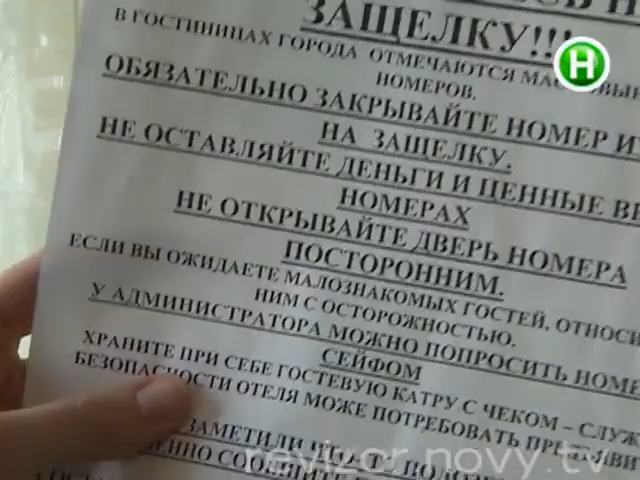 ЗАЩЕЛКУ!!!
В ГОСТИНИЦАХ ГОРОДА ОТМЕЧАЮТСЯ
НОМЕРОВ.
ОБЯЗАТЕЛЬНО ЗАКРЫВАЙТЕ НОМЕР
НА ЗАЩЕЛКУ.
НЕ ОСТАВЛЯЙТЕ ДЕНЬГИ И ЦЕННЫЕ
НОМЕРАХ
НЕ ОТКРЫВАЙТЕ ДВЕРЬ НОМЕРА
ПОСТОРОННИМ.
ЕСЛИ ВЫ ОЖИДАЕТЕ МАЛОЗНАКОМЫХ ГОСТЕЙ, ОТНОСИ
НИМ С ОСТОРОЖНОСТЬЮ.
У АДМИНИСТРАТОРА МОЖНО ПОПРОСИТЬ НОМЕ
СЕЙФОМ
ХРАНИТЕ ПРИ СЕБЕ ГОСТЕВУЮ КАТРУ С ЧЕКОМ – СЛУЖ
БЕЗОПАСНОСТИ ОТЕЛЯ МОЖЕ ПОТРЕБОВАТЬ
ЗАМЕТИЛИ
Н
revizor.novy.tv